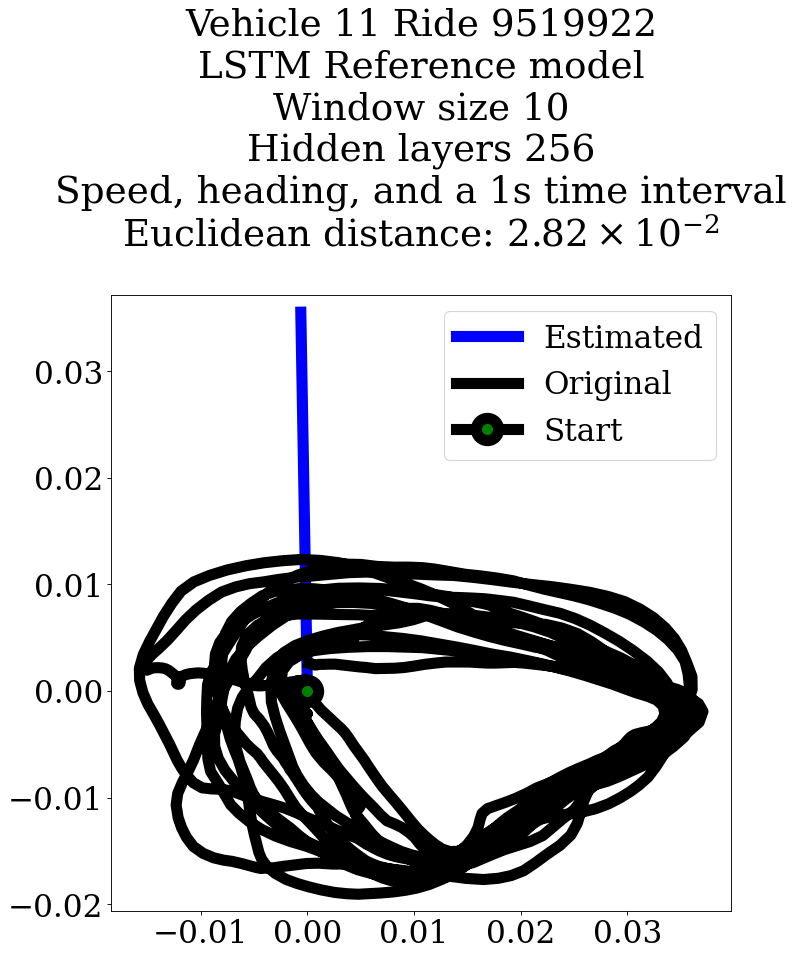 Vehicle 11 Ride 9519922
LSTM Reference model
Window size 10
Hidden layers 256
Speed, heading, and a 1s time interval
Euclidean distance: 2.82 × 10⁻²
Estimated
Original
Start
0.03
0.02
0.01
0.00
−0.01
−0.02
−0.01 0.00 0.01 0.02 0.03